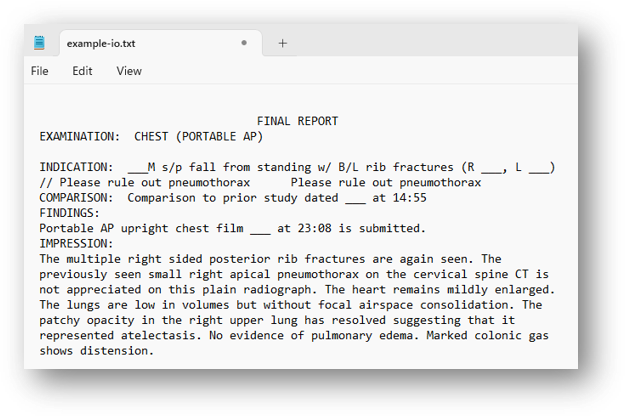 example-io.txt
File Edit View
FINAL REPORT
EXAMINATION: CHEST (PORTABLE AP)
INDICATION: ___M s/p fall from standing w/ B/L rib fractures (R ___, L ___)
// Please rule out pneumothorax Please rule out pneumothorax
COMPARISON: Comparison to prior study dated ___ at 14:55
FINDINGS:
Portable AP upright chest film ___ at 23:08 is submitted.
IMPRESSION:
The multiple right sided posterior rib fractures are again seen. The
previously seen small right apical pneumothorax on the cervical spine CT is
not appreciated on this plain radiograph. The heart remains mildly enlarged.
The lungs are low in volumes but without focal airspace consolidation. The
patchy opacity in the right upper lung has resolved suggesting that it
represented atelectasis. No evidence of pulmonary edema. Marked colonic gas
shows distension.